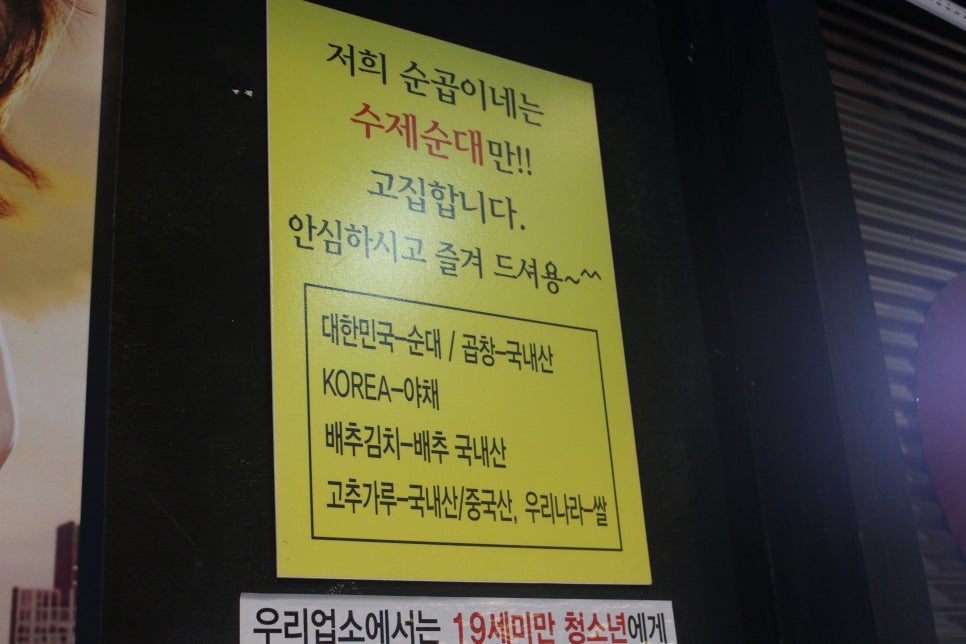 저희 순곱이네는
수제순대만!!
고집합니다.
안심하시고 즐겨 드셔용~^^
대한민국-순대 / 곱창-국내산
KOREA-야채
배추김치-배추 국내산
고추가루-국내산/중국산, 우리나라-쌀
우리업소에서는 19세미만 청소년에게